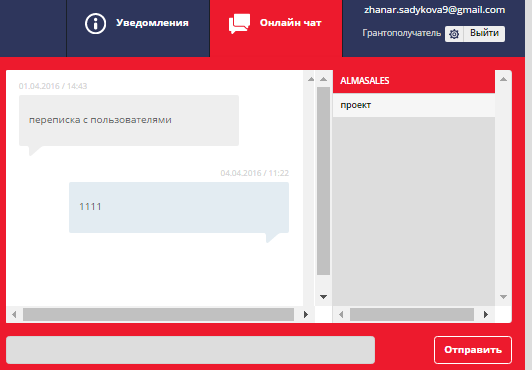 zhanar.sadykova9@gmail.com
Уведомления
Онлайн чат
Грантополучатель
Выйти
01.04.2016 / 14:43
переписка с пользователями
04.04.2016 / 11:22
1111
ALMASALES
проект
Отправить